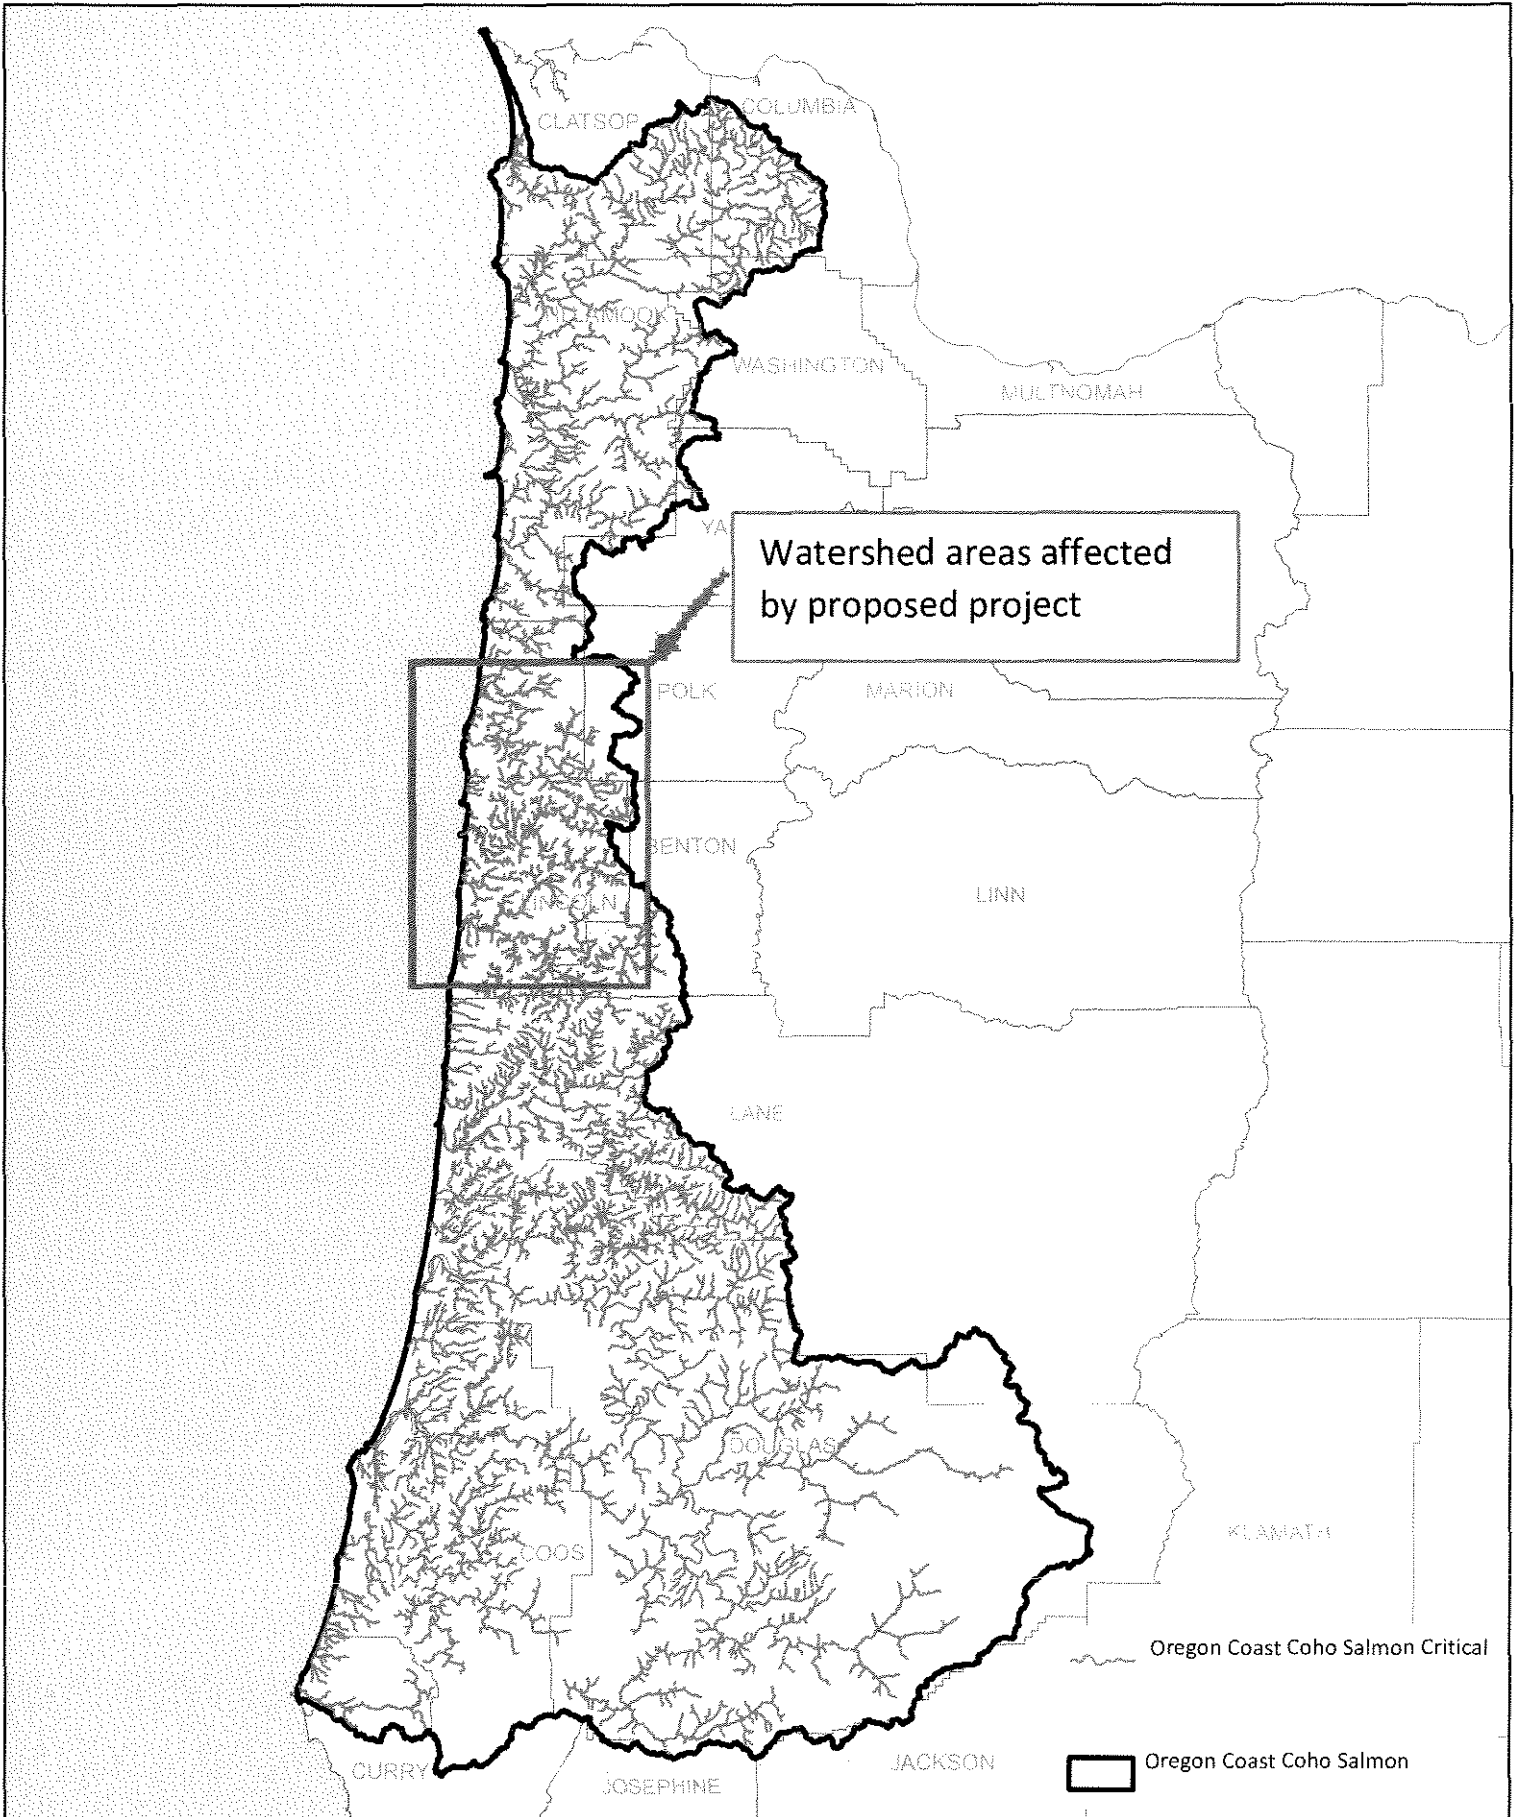 CLATSOP
COLUMBIA
TILLAMOOK
WASHINGTON
MULTNOMAH
YA
Watershed areas affected
by proposed project
POLK
MARION
BENTON
LINCOLN
LINN
LANE
DOUGLAS
COOS
KLAMATH
Oregon Coast Coho Salmon Critical
Oregon Coast Coho Salmon
CURRY
JOSEPHINE
JACKSON